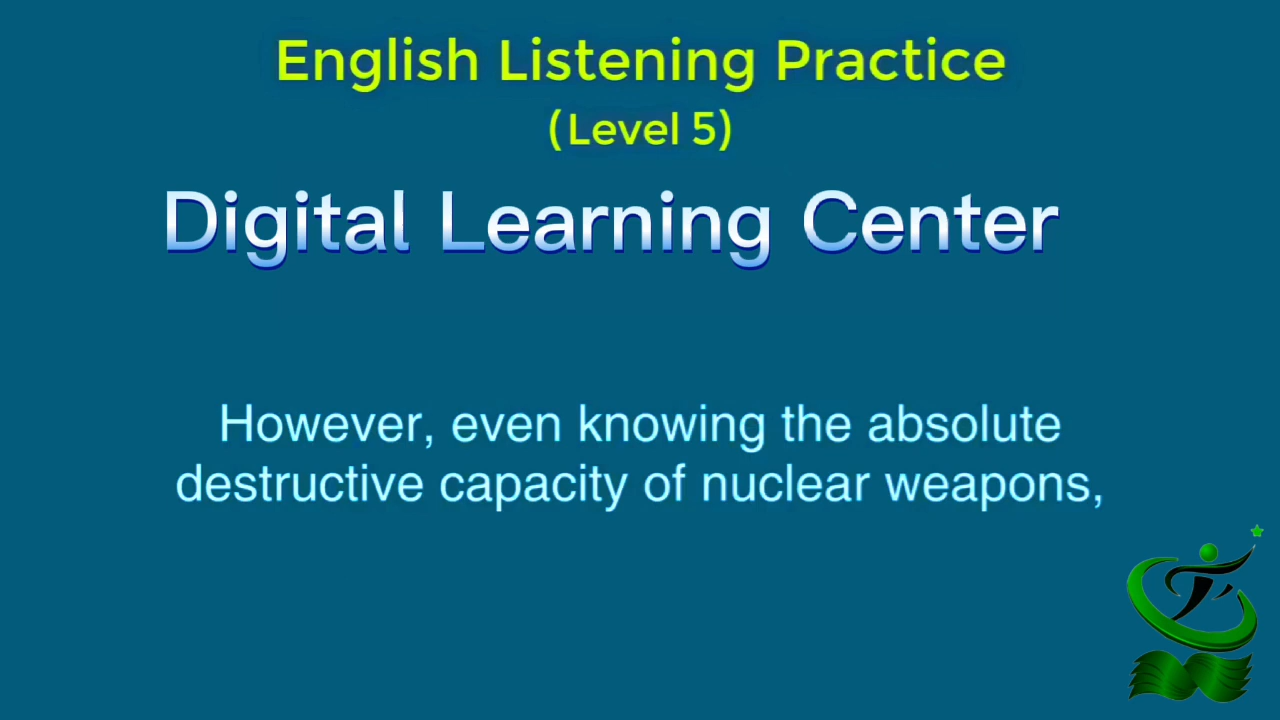 English Listening Practice
(Level 5)
Digital Learning Center
However, even knowing the absolute
destructive capacity of nuclear weapons,